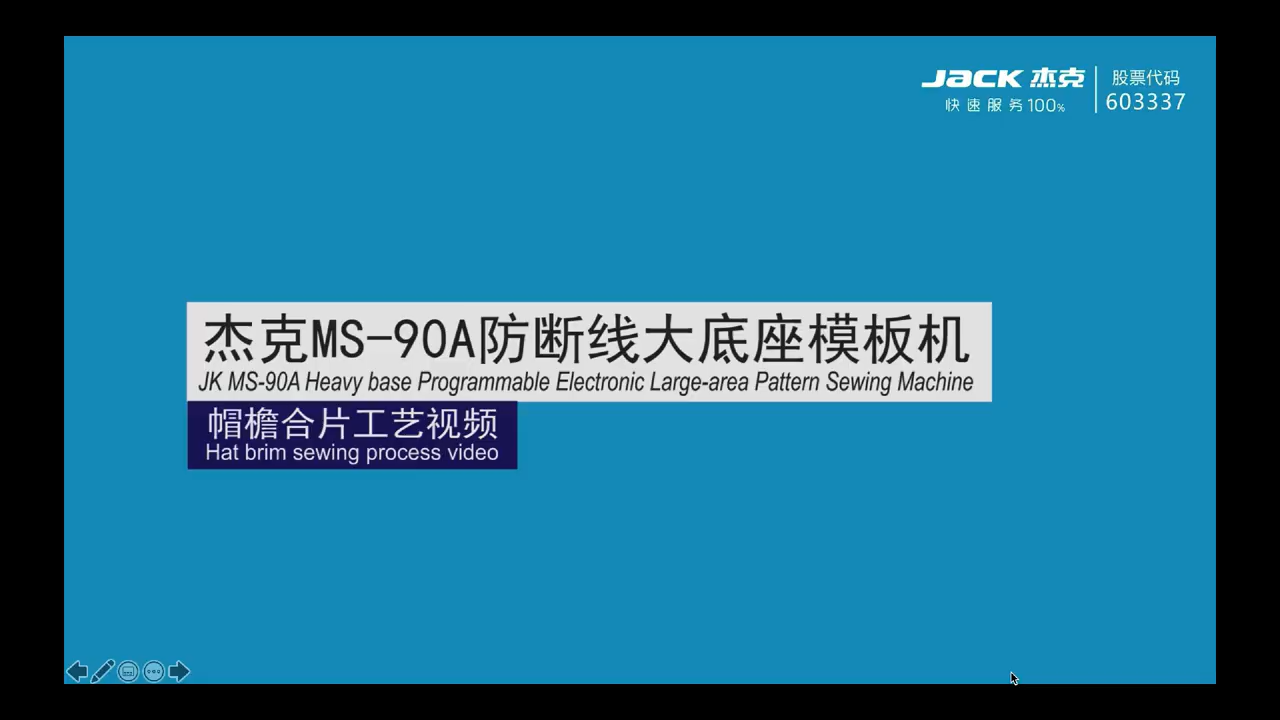 JACK 杰克
快速服务100%
股票代码
603337
杰克MS-90A防断线大底座模板机
JK MS-90A Heavy base Programmable Electronic Large-area Pattern Sewing Machine
帽檐合片工艺视频
Hat brim sewing process video